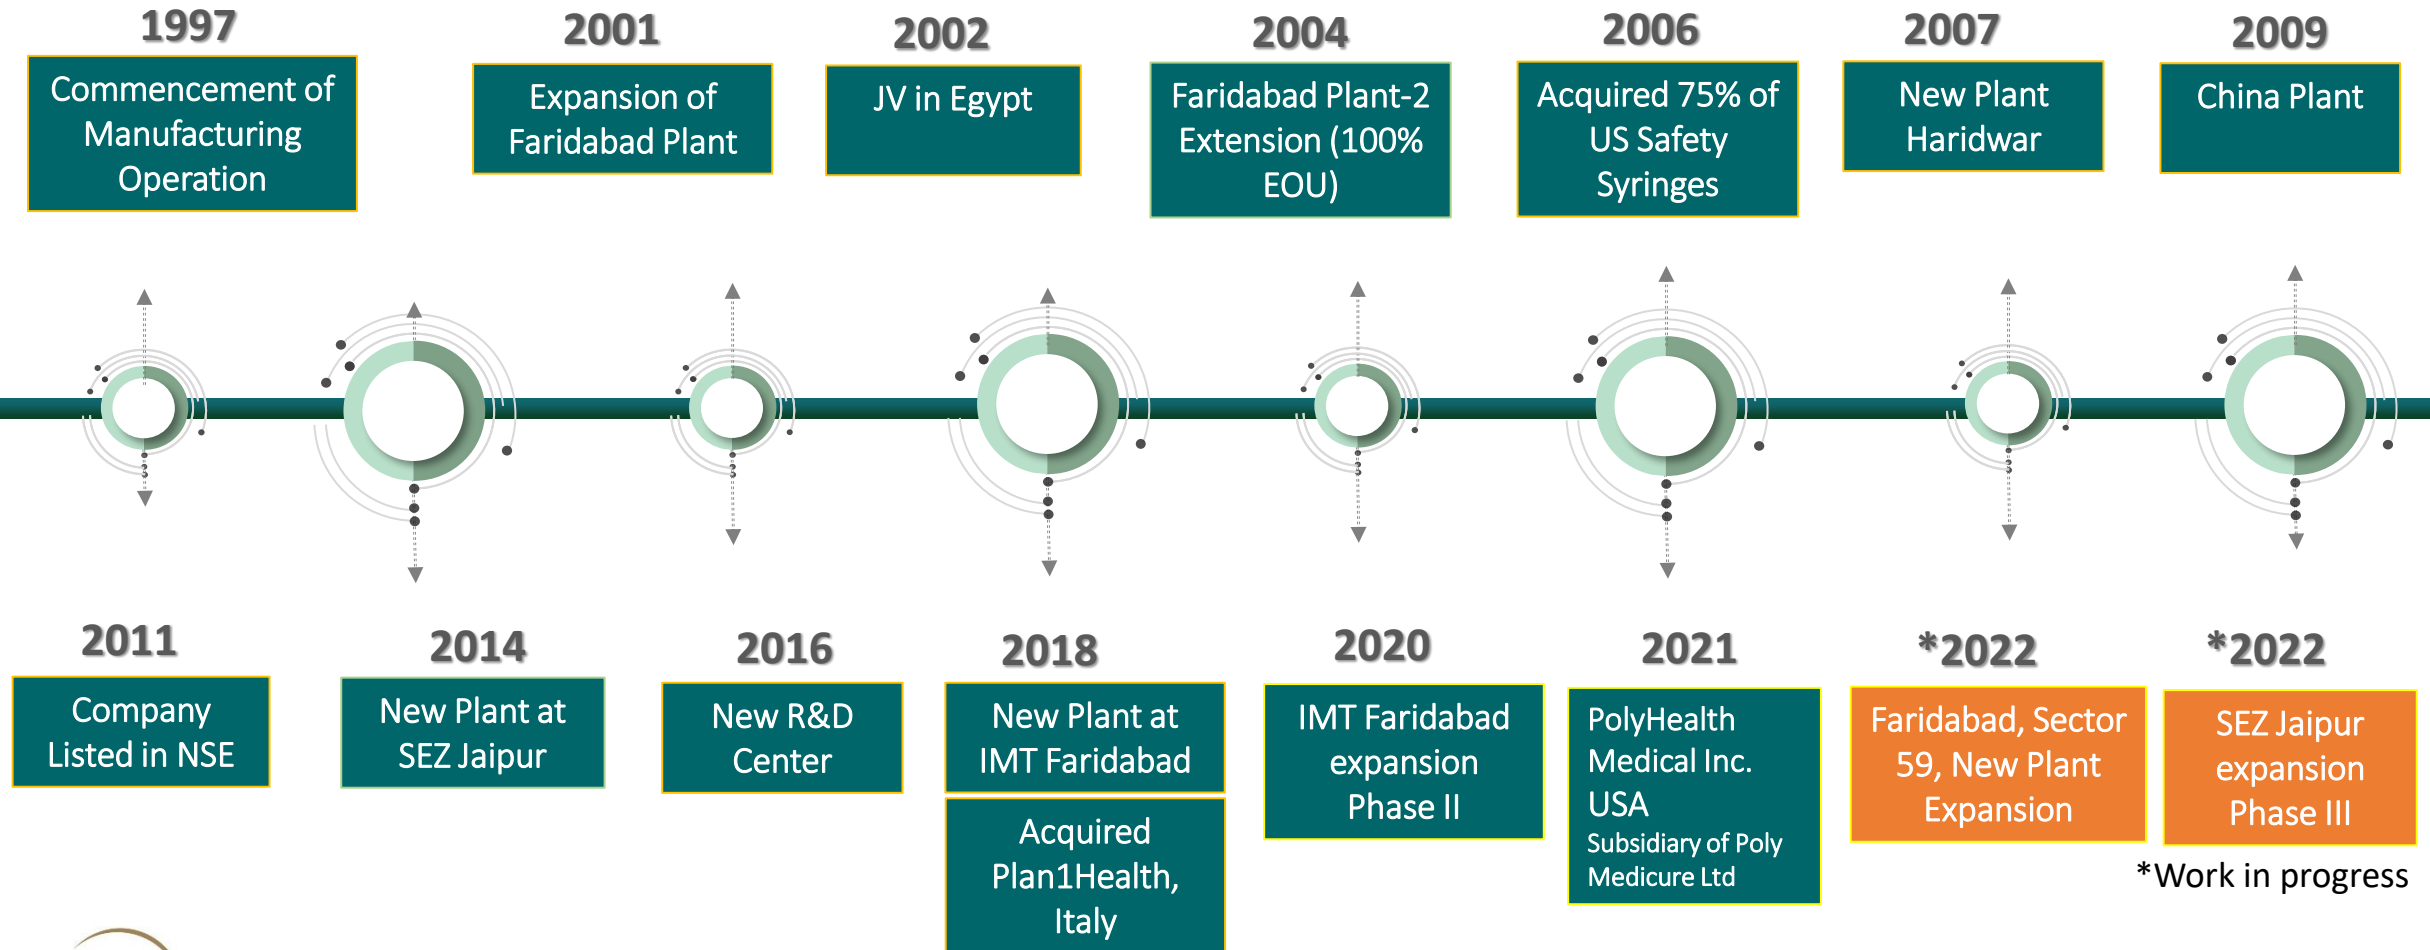 1997
Commencement of
Manufacturing
Operation
2001
Expansion of
Faridabad Plant
2002
JV in Egypt
2004
Faridabad Plant-2
Extension (100%
EOU)
2006
Acquired 75% of
US Safety
Syringes
2007
New Plant
Haridwar
2009
China Plant
2011
Company
Listed in NSE
2014
New Plant at
SEZ Jaipur
2016
New R&D
Center
2018
New Plant at
IMT Faridabad
Acquired
Plan1Health,
Italy
2020
IMT Faridabad
expansion
Phase II
2021
PolyHealth
Medical Inc.
USA
Subsidiary of Poly
Medicure Ltd
*2022
Faridabad, Sector
59, New Plant
Expansion
*2022
SEZ Jaipur
expansion
Phase III
*Work in progress